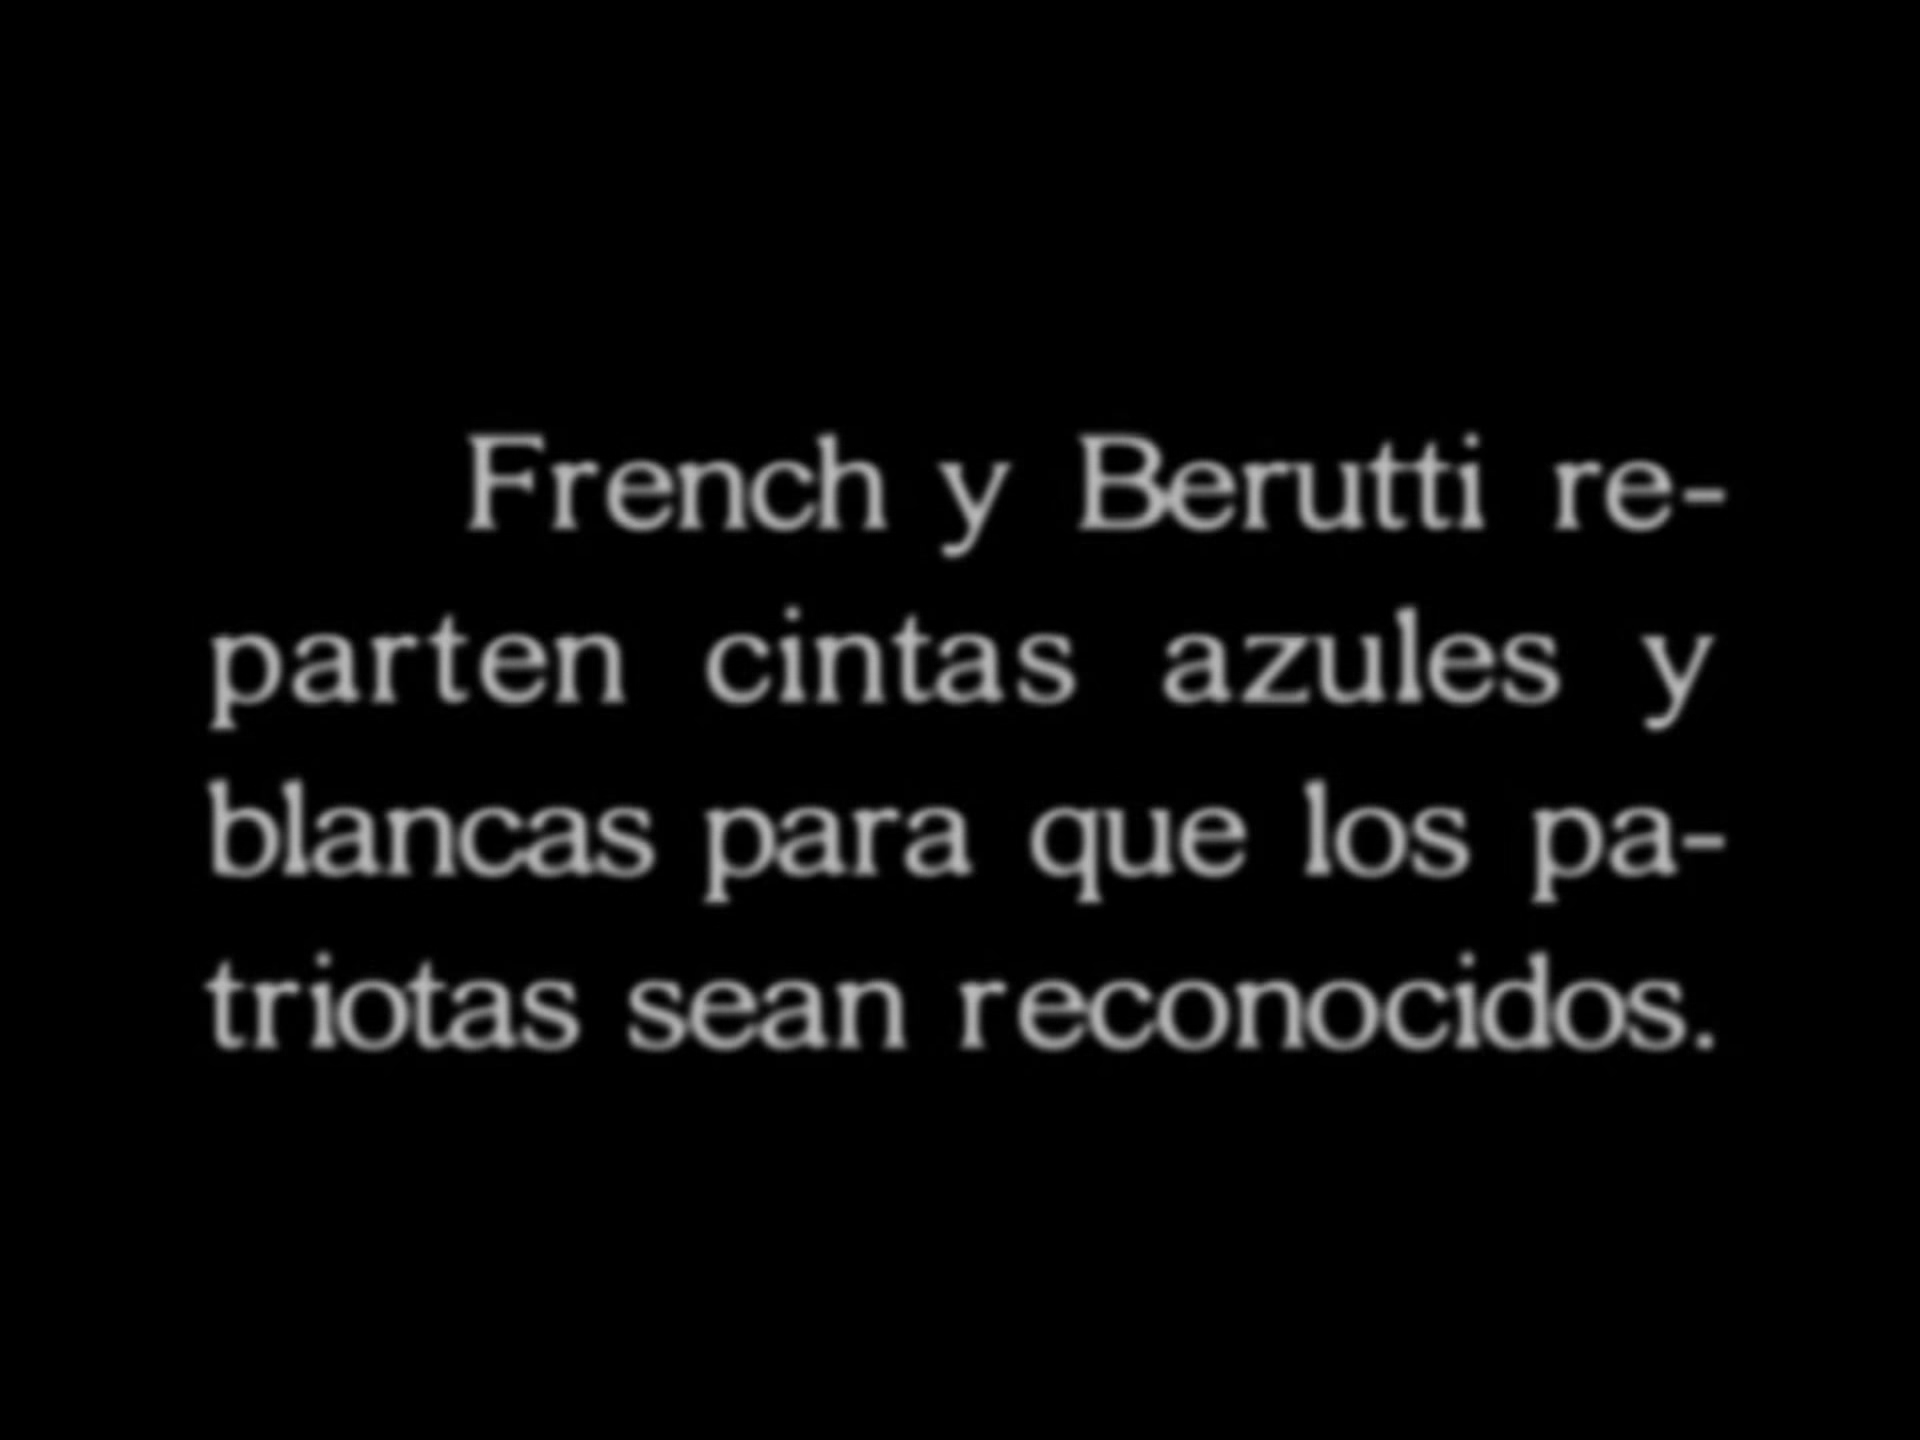 French y Berutti re-
parten cintas azules y
blancas para que los pa-
triotas sean reconocidos.